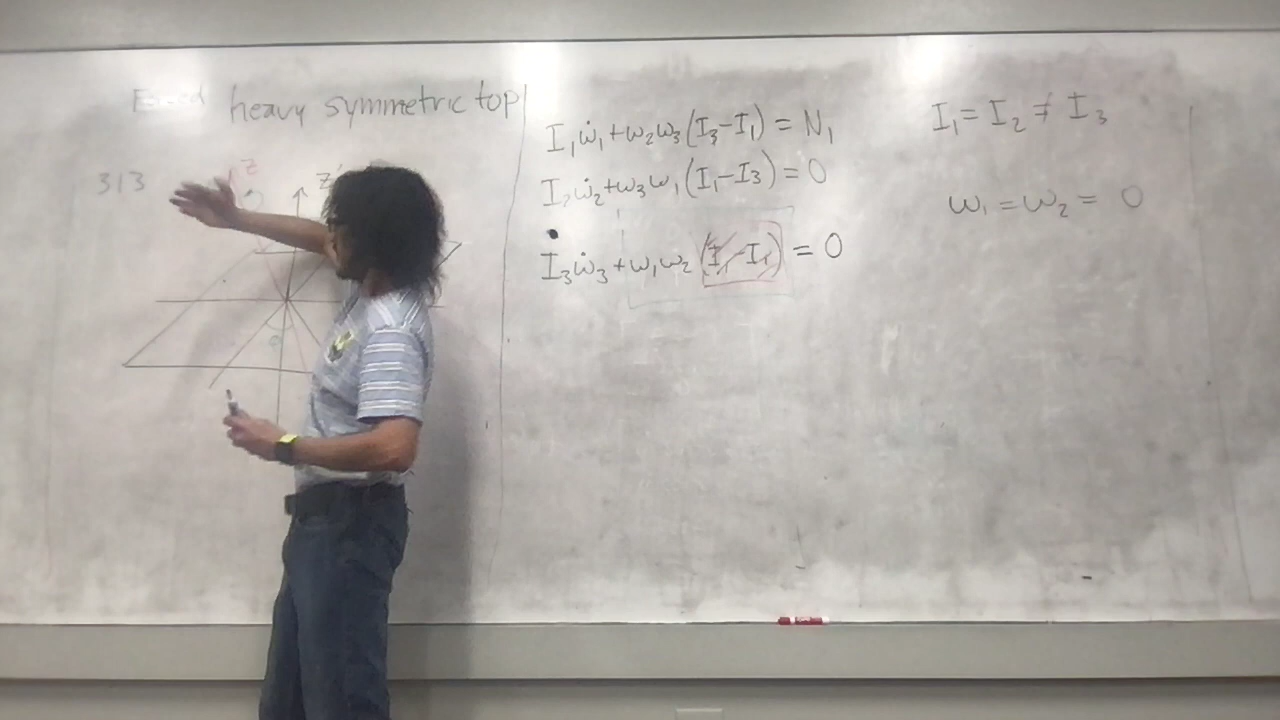 heavy symmetric top
313
z
z'
I₁ω̇₁+ω₂ω₃(I₃-I₁) = N₁
I₂ω̇₂+ω₃ω₁(I₁-I₃) = 0
I₃ω̇₃+ω₁ω₂(I₁-I₁) = 0
I₁ = I₂ ≠ I₃
ω₁ = ω₂ = 0